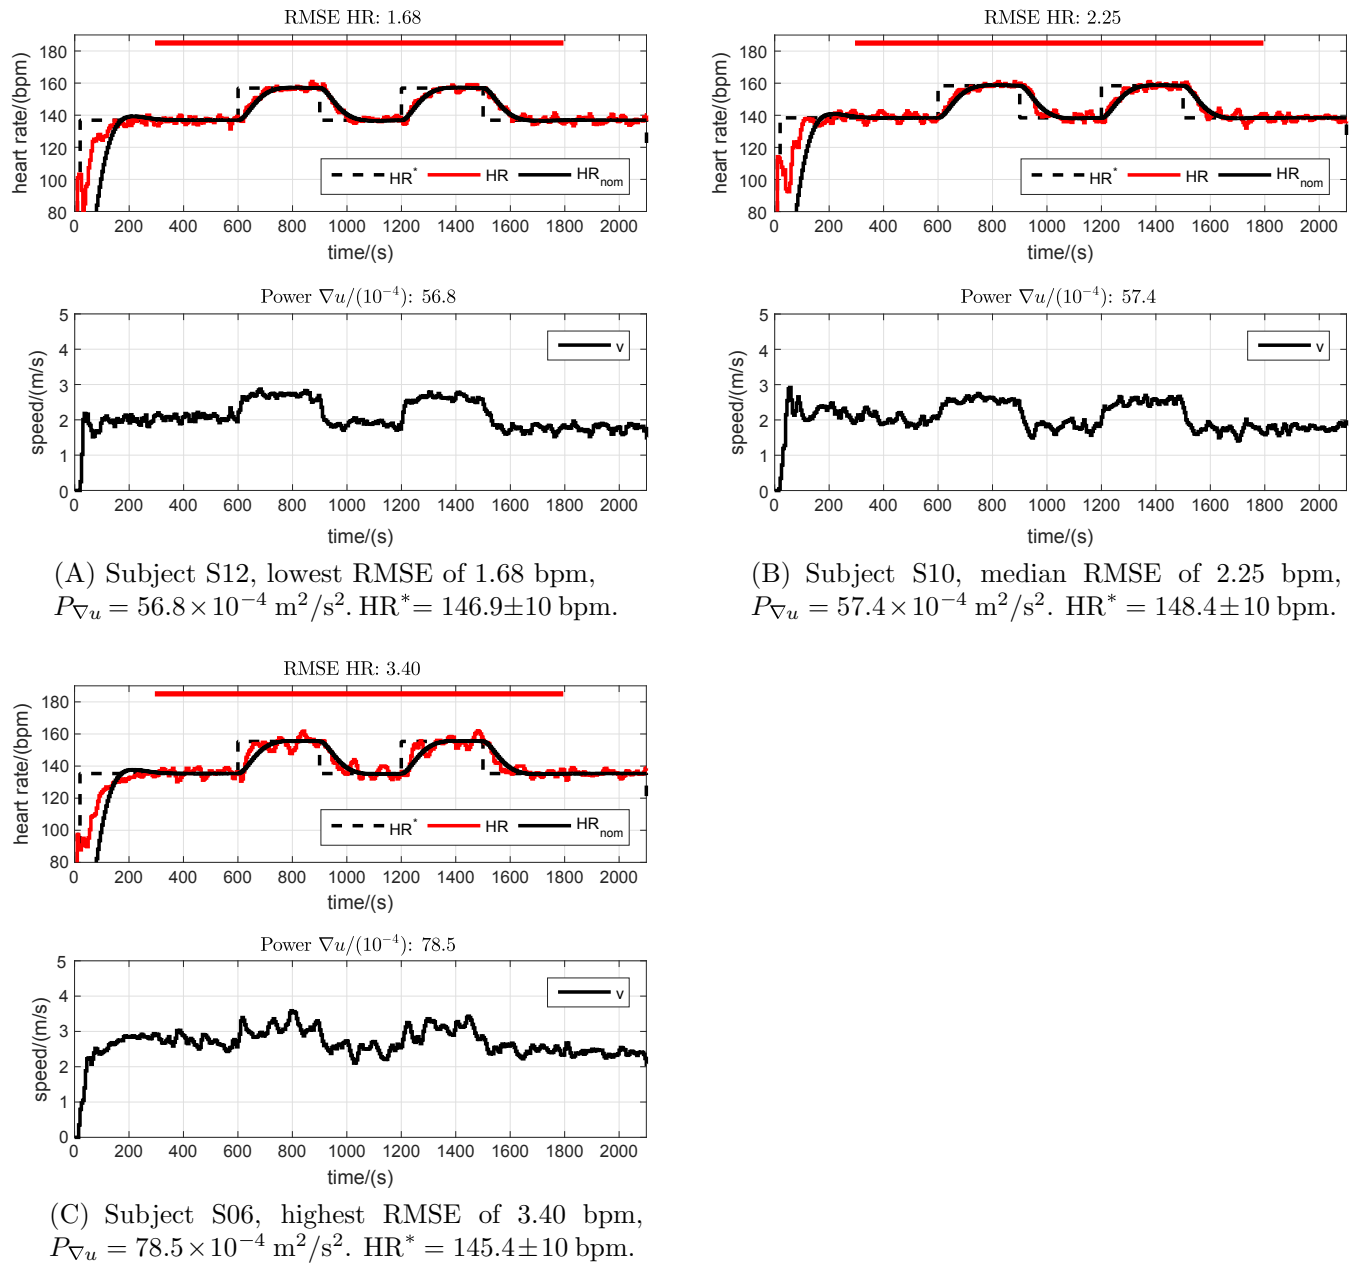 RMSE HR: 1.68
180
160
140
120
100
80
heart rate/(bpm)
HR* HR HR_nom
0 200 400 600 800 1000 1200 1400 1600 1800 2000
time/(s)
Power ∇u/(10⁻⁴): 56.8
5
4
3
2
1
0
speed/(m/s)
v
0 200 400 600 800 1000 1200 1400 1600 1800 2000
time/(s)
(A) Subject S12, lowest RMSE of 1.68 bpm,
P∇u = 56.8×10⁻⁴ m²/s². HR* = 146.9±10 bpm.
RMSE HR: 2.25
180
160
140
120
100
80
heart rate/(bpm)
HR* HR HR_nom
0 200 400 600 800 1000 1200 1400 1600 1800 2000
time/(s)
Power ∇u/(10⁻⁴): 57.4
5
4
3
2
1
0
speed/(m/s)
v
0 200 400 600 800 1000 1200 1400 1600 1800 2000
time/(s)
(B) Subject S10, median RMSE of 2.25 bpm,
P∇u = 57.4×10⁻⁴ m²/s². HR* = 148.4±10 bpm.
RMSE HR: 3.40
180
160
140
120
100
80
heart rate/(bpm)
HR* HR HR_nom
0 200 400 600 800 1000 1200 1400 1600 1800 2000
time/(s)
Power ∇u/(10⁻⁴): 78.5
5
4
3
2
1
0
speed/(m/s)
v
0 200 400 600 800 1000 1200 1400 1600 1800 2000
time/(s)
(C) Subject S06, highest RMSE of 3.40 bpm,
P∇u = 78.5×10⁻⁴ m²/s². HR* = 145.4±10 bpm.